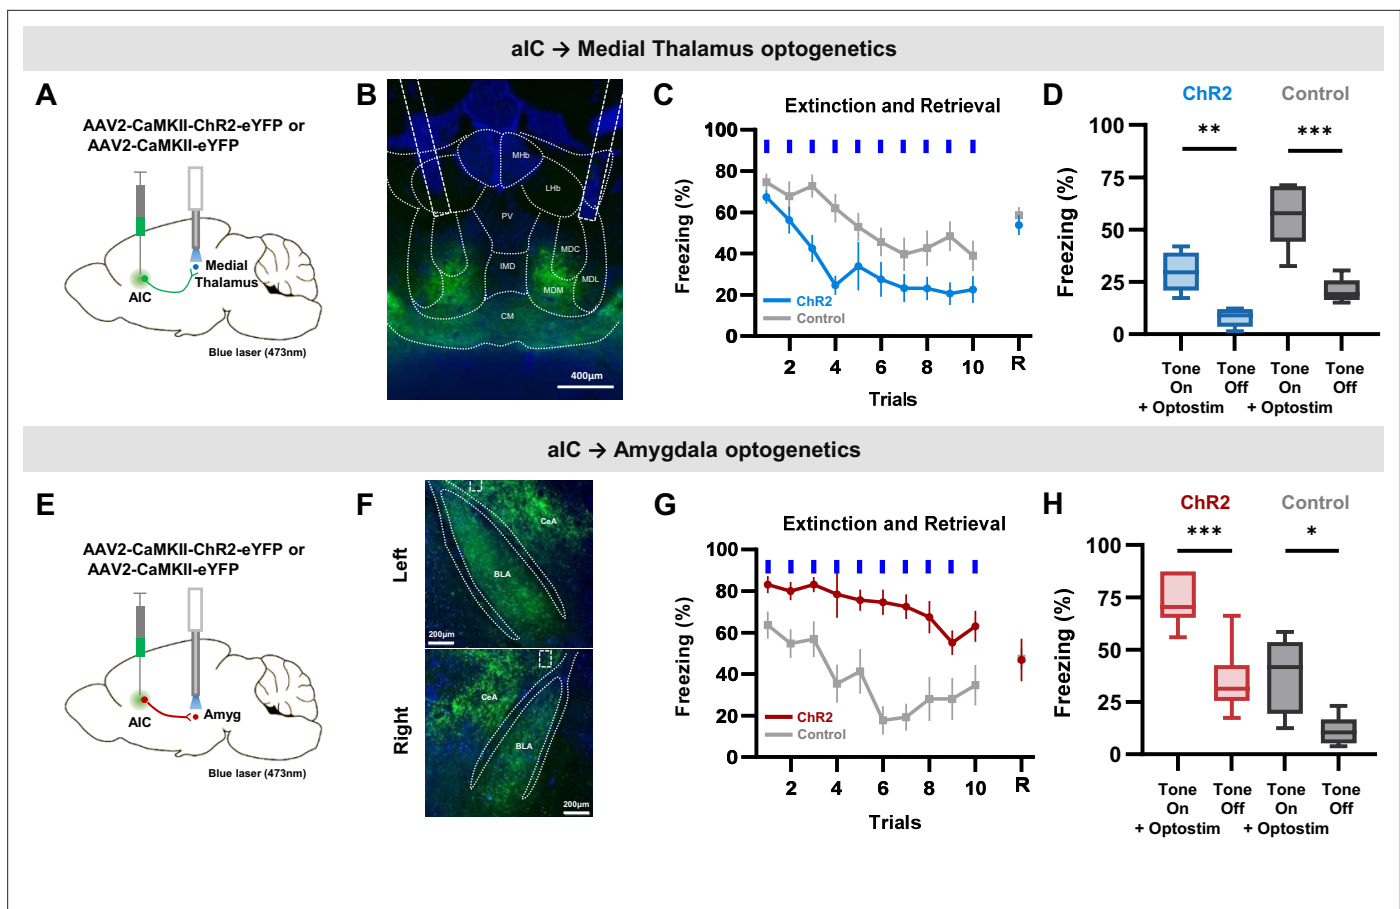 aIC → Medial Thalamus optogenetics
A
AAV2-CaMKII-ChR2-eYFP or
AAV2-CaMKII-eYFP
Medial
Thalamus
AIC
Blue laser (473nm)
B
MHb
LHb
PV
MDC
IMD
MDL
MDM
CM
400µm
C
Extinction and Retrieval
Freezing (%)
100
80
60
40
20
0
ChR2
Control
2
4
6
8
10
R
Trials
D
ChR2
Control
**
***
Freezing (%)
100
75
50
25
0
Tone Tone Tone Tone
On Off On Off
+ Optostim + Optostim
aIC → Amygdala optogenetics
E
AAV2-CaMKII-ChR2-eYFP or
AAV2-CaMKII-eYFP
AIC
Amyg
Blue laser (473nm)
F
Left
CeA
BLA
200µm
Right
CeA
BLA
200µm
G
Extinction and Retrieval
Freezing (%)
100
80
60
40
20
0
ChR2
Control
2
4
6
8
10
R
Trials
H
ChR2
Control
***
*
Freezing (%)
100
75
50
25
0
Tone Tone Tone Tone
On Off On Off
+ Optostim + Optostim